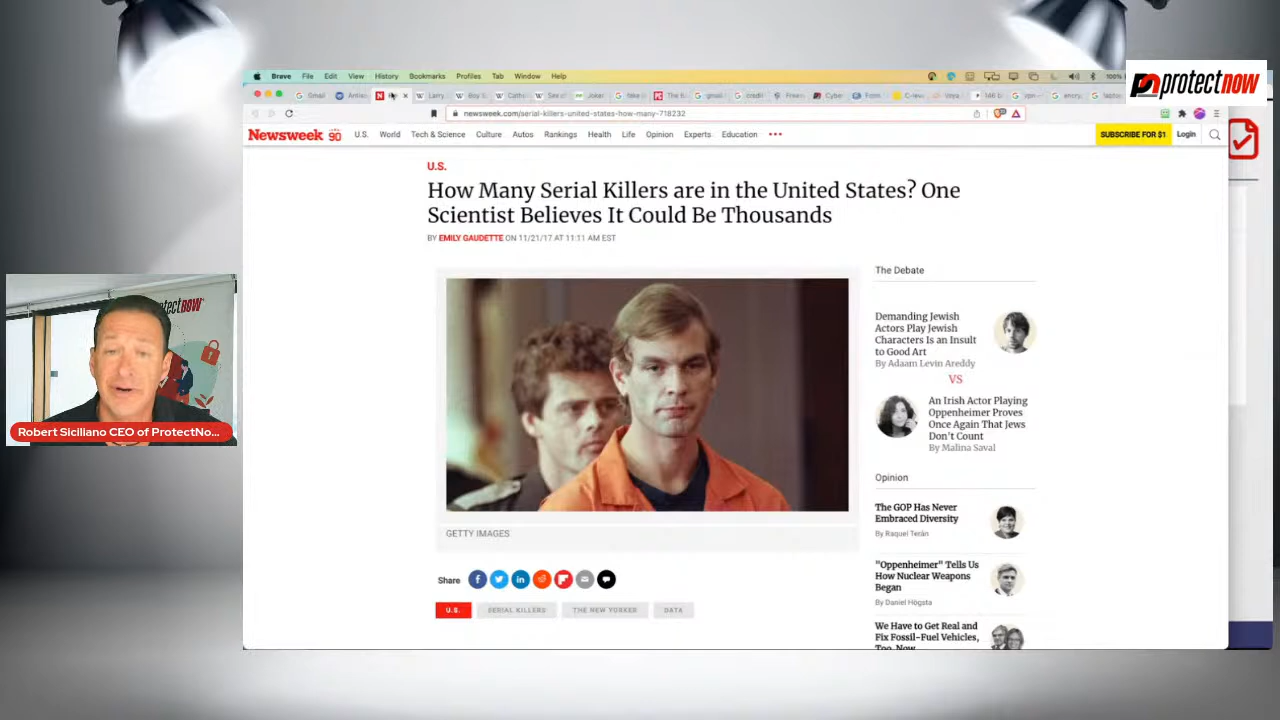 protectnow
Brave File Edit View History Bookmarks Profiles Tab Window Help
100%
Gmail
Larry
Joker
newsweek.com/serial-killers-united-states-how-many-718232
Newsweek 90 U.S. World Tech & Science Culture Autos Rankings Health Life Opinion Experts Education
SUBSCRIBE FOR $1 Login
U.S.
How Many Serial Killers are in the United States? One
Scientist Believes It Could Be Thousands
BY EMILY GAUDETTE ON 11/21/17 AT 11:11 AM EST
GETTY IMAGES
Share
U.S. SERIAL KILLERS THE NEW YORKER DATA
The Debate
Demanding Jewish
Actors Play Jewish
Characters Is an Insult
to Good Art
By Adaam Levin Areddy
VS
An Irish Actor Playing
Oppenheimer Proves
Once Again That Jews
Don't Count
By Malina Saval
Opinion
The GOP Has Never
Embraced Diversity
By Raquel Terán
"Oppenheimer" Tells Us
How Nuclear Weapons
Began
By Daniel Högsta
We Have to Get Real and
Fix Fossil-Fuel Vehicles,
Too. Now
Robert Siciliano CEO of ProtectNo...